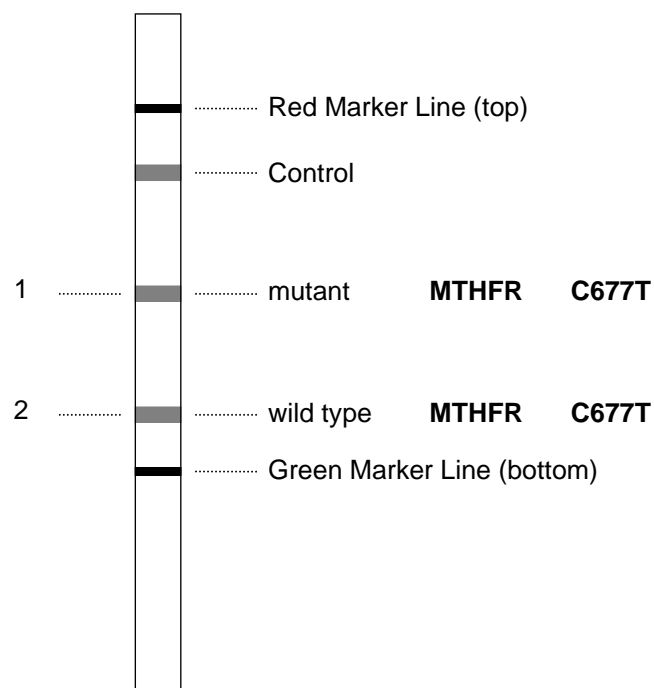 Red Marker Line (top)
Control
1 mutant MTHFR C677T
2 wild type MTHFR C677T
Green Marker Line (bottom)